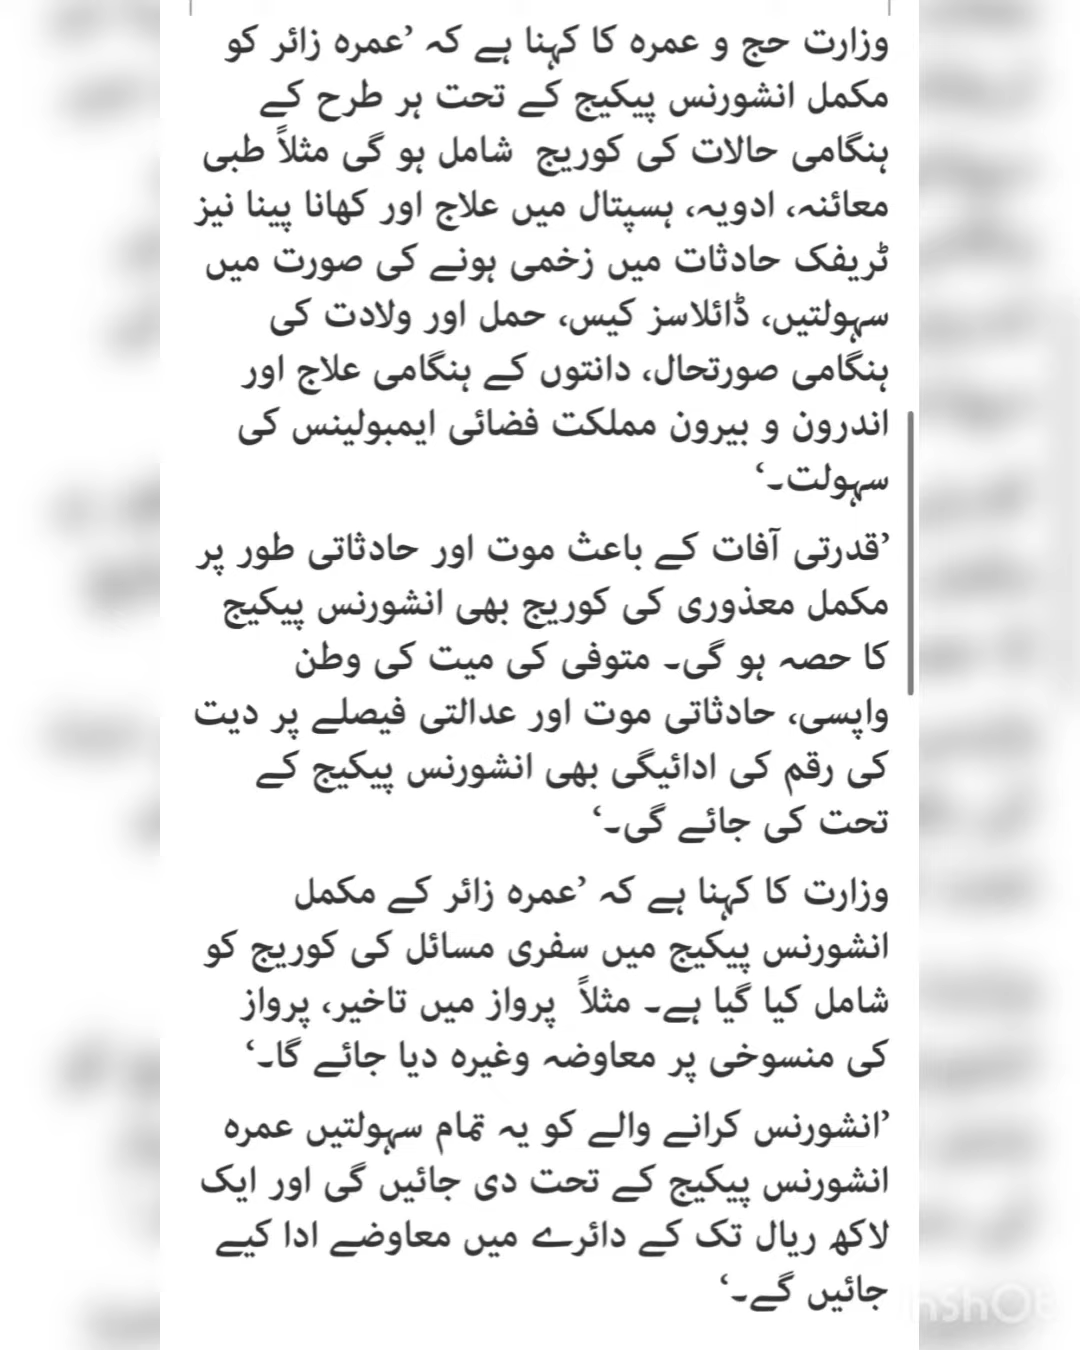 وزارت حج و عمرہ کا کہنا ہے کہ ’عمرہ زائر کو
مکمل انشورنس پیکیج کے تحت ہر طرح کے
ہنگامی حالات کی کوریج شامل ہو گی مثلاً طبی
معائنہ، ادویہ، ہسپتال میں علاج اور کھانا پینا نیز
ٹریفک حادثات میں زخمی ہونے کی صورت میں
سہولتیں، ڈائلاسز کیس، حمل اور ولادت کی
ہنگامی صورتحال، دانتوں کے ہنگامی علاج اور
اندرون و بیرون مملکت فضائی ایمبولینس کی
سہولت۔‘
’قدرتی آفات کے باعث موت اور حادثاتی طور پر
مکمل معذوری کی کوریج بھی انشورنس پیکیج
کا حصہ ہو گی۔ متوفی کی میت کی وطن
واپسی، حادثاتی موت اور عدالتی فیصلے پر دیت
کی رقم کی ادائیگی بھی انشورنس پیکیج کے
تحت کی جائے گی۔‘
وزارت کا کہنا ہے کہ ’عمرہ زائر کے مکمل
انشورنس پیکیج میں سفری مسائل کی کوریج کو
شامل کیا گیا ہے۔ مثلاً پرواز میں تاخیر، پرواز
کی منسوخی پر معاوضہ وغیرہ دیا جائے گا۔‘
’انشورنس کرانے والے کو یہ تمام سہولتیں عمرہ
انشورنس پیکیج کے تحت دی جائیں گی اور ایک
لاکھ ریال تک کے دائرے میں معاوضے ادا کیے
جائیں گے۔‘